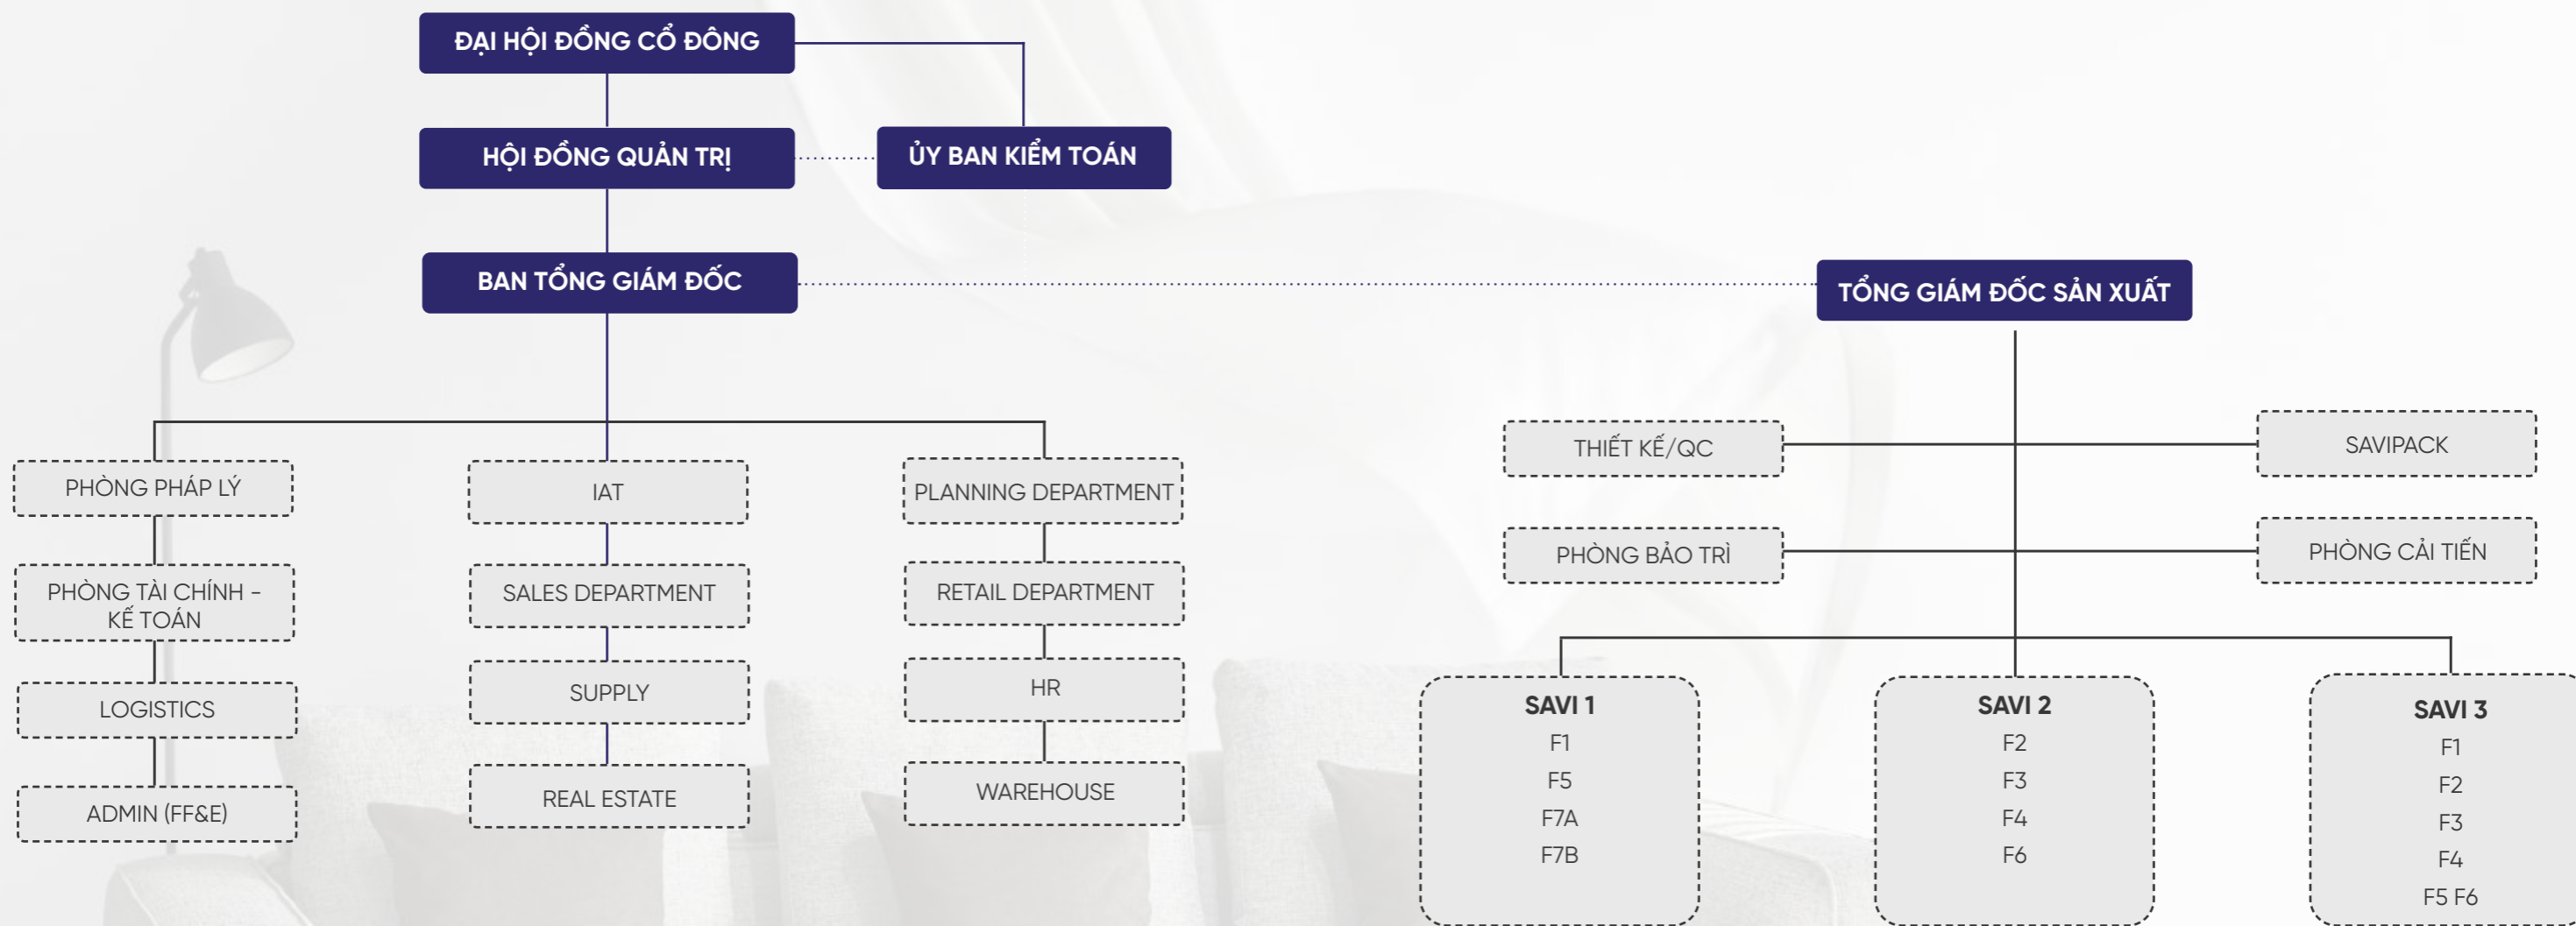 ĐẠI HỘI ĐỒNG CỔ ĐÔNG
HỘI ĐỒNG QUẢN TRỊ
ỦY BAN KIỂM TOÁN
BAN TỔNG GIÁM ĐỐC
TỔNG GIÁM ĐỐC SẢN XUẤT
PHÒNG PHÁP LÝ
PHÒNG TÀI CHÍNH -
KẾ TOÁN
LOGISTICS
ADMIN (FF&E)
IAT
SALES DEPARTMENT
SUPPLY
REAL ESTATE
PLANNING DEPARTMENT
RETAIL DEPARTMENT
HR
WAREHOUSE
THIẾT KẾ/QC
SAVIPACK
PHÒNG BẢO TRÌ
PHÒNG CẢI TIẾN
SAVI 1
F1
F5
F7A
F7B
SAVI 2
F2
F3
F4
F6
SAVI 3
F1
F2
F3
F4
F5 F6